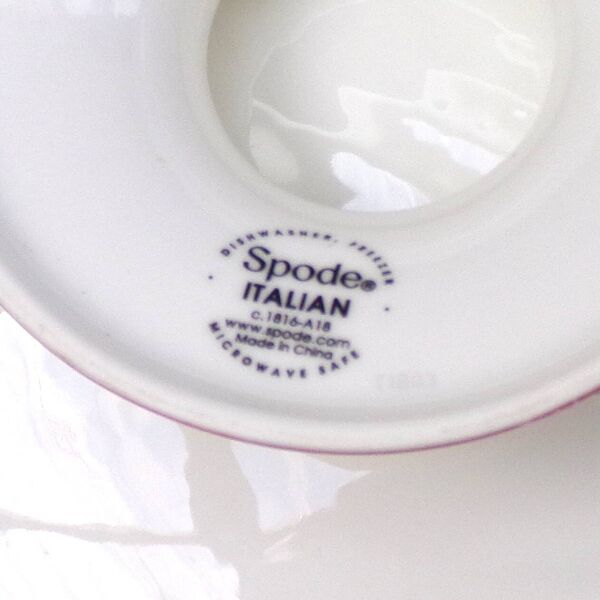 DISHWASHER, FREEZER
Spode®
ITALIAN
c.1816-A18
www.spode.com
Made in China
MICROWAVE SAFE